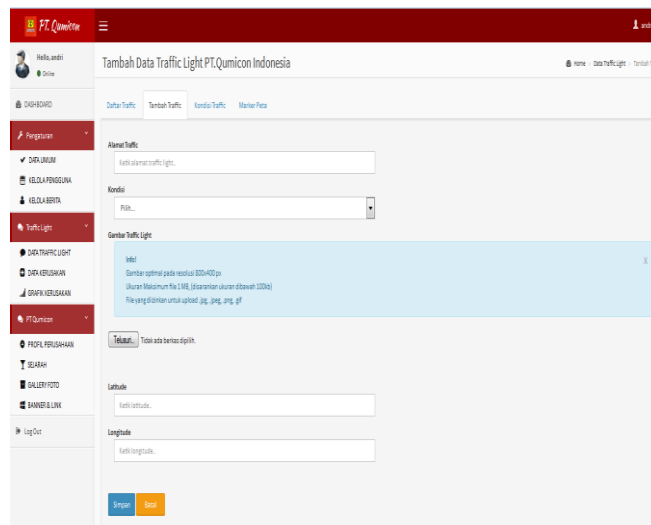 PT. Qumicon
andri
Hello, andri
Online
DASHBOARD
Pengaturan
DATA UMUM
KELOLA PENGGUNA
KELOLA BERITA
Traffic Light
DATA TRAFFIC LIGHT
DATA KERUSAKAN
GRAFIK KERUSAKAN
PT Qumicon
PROFIL PERUSAHAAN
SEJARAH
GALLERY FOTO
BANNER & LINK
Log Out
Tambah Data Traffic Light PT.Qumicon Indonesia
Home > Data Traffic Light > Tambah
Daftar Traffic Tambah Traffic Kondisi Traffic Marker Peta
Alamat Traffic
Ketik alamat traffic light..
Kondisi
Pilih...
Gambar Traffic Light
Info! X
Gambar optimal pada resolusi 800x400 px
Ukuran Maksimum file 1 MB, (disarankan ukuran dibawah 100kb)
File yang diizinkan untuk upload .jpg, .jpeg, .png, .gif
Telusuri.. Tidak ada berkas dipilih.
Latitude
Ketik latitude..
Longitude
Ketik longitude..
Simpan Batal